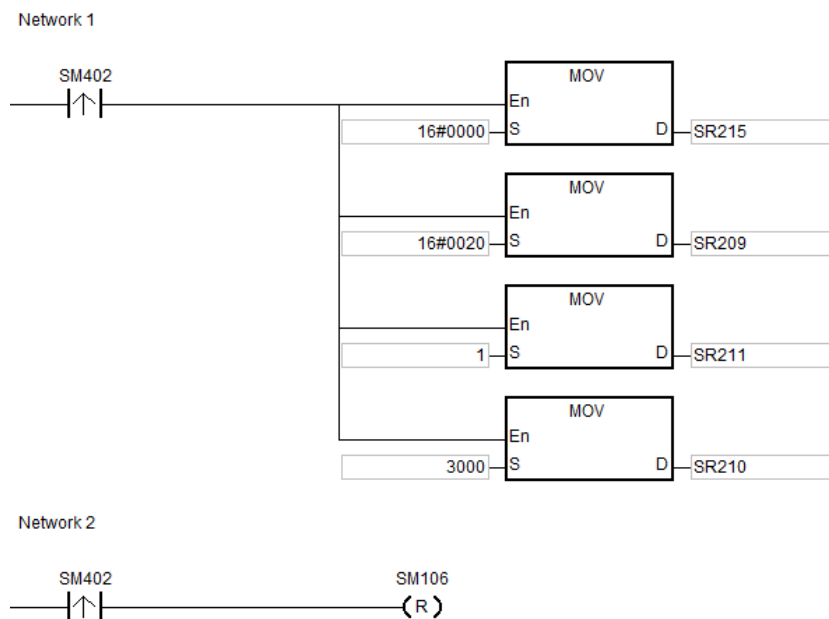 Network 1
SM402
MOV
En
16#0000 S D SR215
MOV
En
16#0020 S D SR209
MOV
En
1 S D SR211
MOV
En
3000 S D SR210
Network 2
SM402 SM106
R